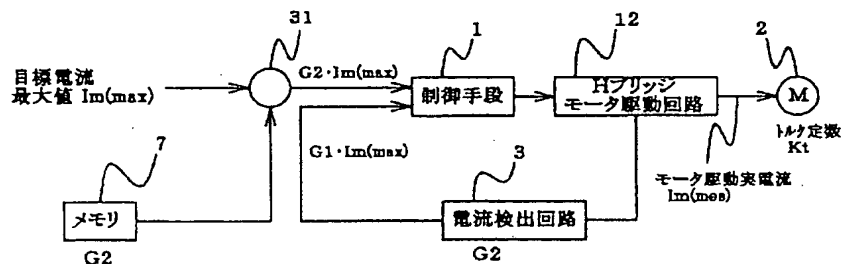 31
目標電流
最大値 Im(max)
G2・Im(max)
1
制御手段
12
Hブリッジ
モータ駆動回路
2
M
トルク定数
Kt
G1・Im(max)
モータ駆動実電流
Im(mes)
7
メモリ
G2
3
電流検出回路
G2